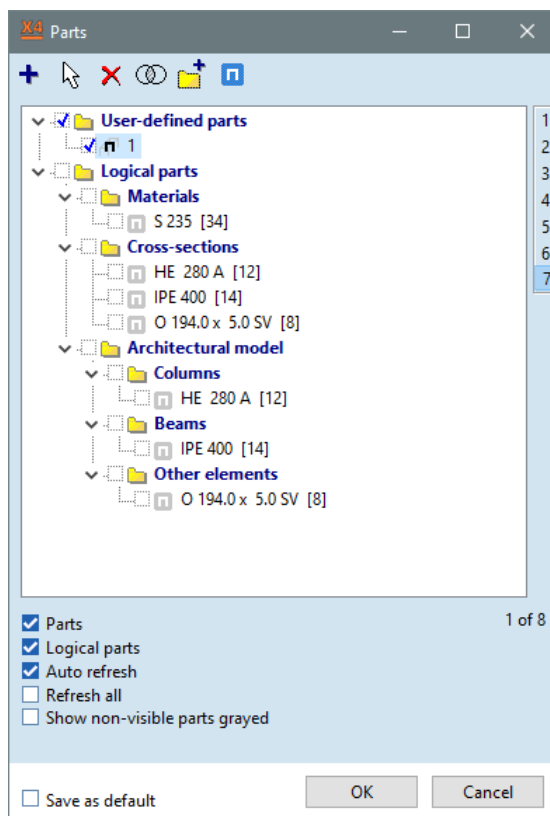 X4 Parts
User-defined parts
1
Logical parts
Materials
S 235 [34]
Cross-sections
HE 280 A [12]
IPE 400 [14]
O 194.0 x 5.0 SV [8]
Architectural model
Columns
HE 280 A [12]
Beams
IPE 400 [14]
Other elements
O 194.0 x 5.0 SV [8]
1
2
3
4
5
6
7
1 of 8
Parts
Logical parts
Auto refresh
Refresh all
Show non-visible parts grayed
Save as default
OK
Cancel